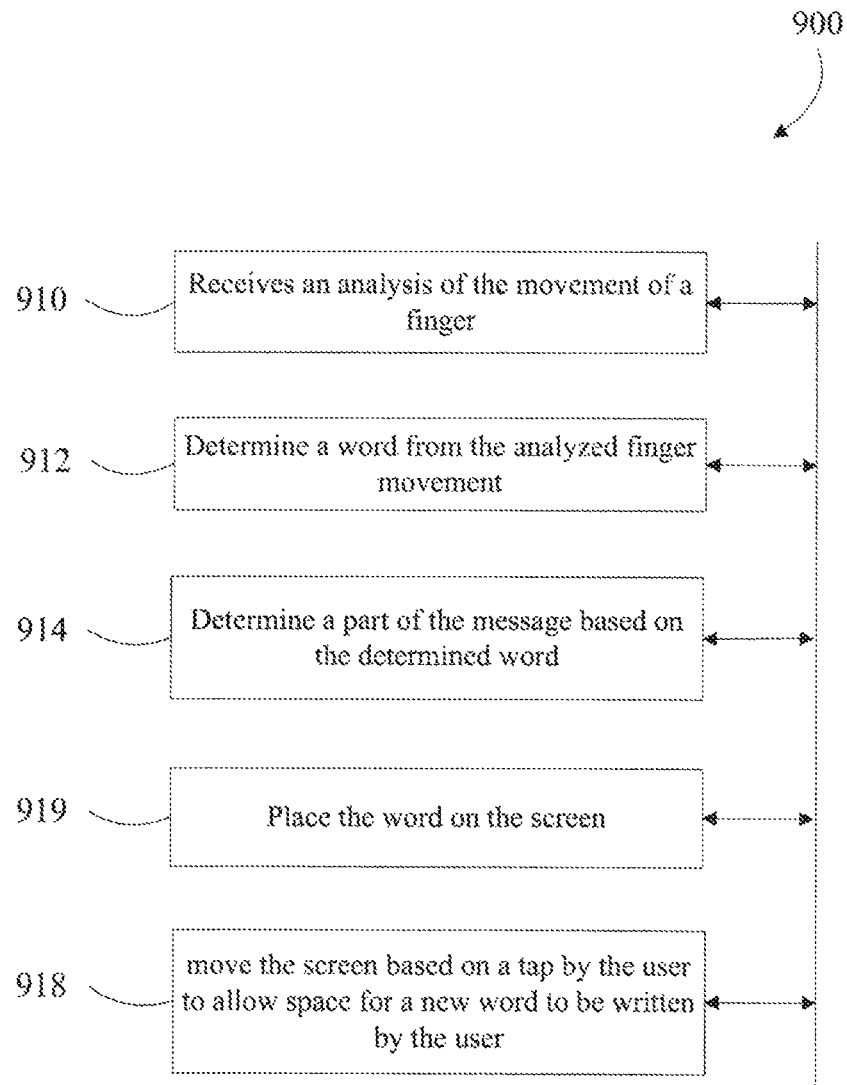 900
910
Receives an analysis of the movement of a
finger
912
Determine a word from the analyzed finger
movement
914
Determine a part of the message based on
the determined word
919
Place the word on the screen
918
move the screen based on a tap by the user
to allow space for a new word to be written
by the user